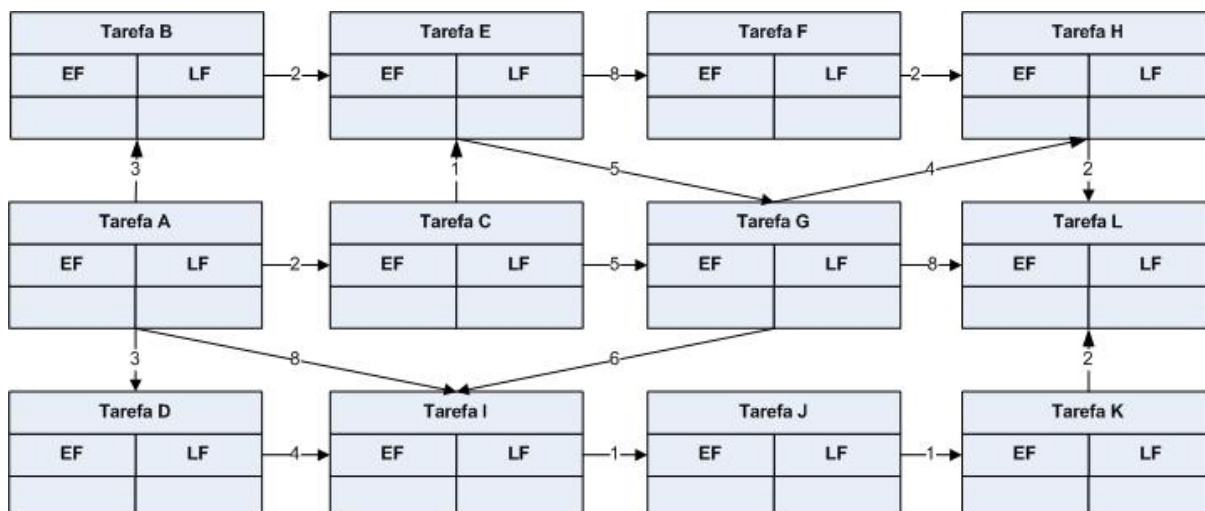 Tarefa B Tarefa E Tarefa F Tarefa H
EF LF 2 EF LF 8 EF LF 2 EF LF
3 1 5 4 2
Tarefa A Tarefa C Tarefa G Tarefa L
EF LF 2 EF LF 5 EF LF 8 EF LF
3 8 6 2
Tarefa D Tarefa I Tarefa J Tarefa K
EF LF 4 EF LF 1 EF LF 1 EF LF